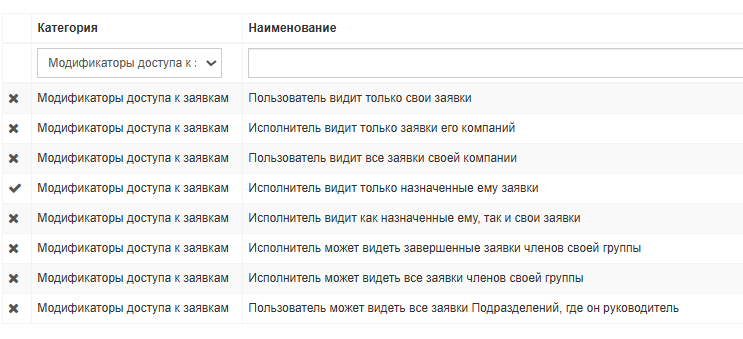 Категория Наименование
Модификаторы доступа к з
Модификаторы доступа к заявкам Пользователь видит только свои заявки
Модификаторы доступа к заявкам Исполнитель видит только заявки его компаний
Модификаторы доступа к заявкам Пользователь видит все заявки своей компании
Модификаторы доступа к заявкам Исполнитель видит только назначенные ему заявки
Модификаторы доступа к заявкам Исполнитель видит как назначенные ему, так и свои заявки
Модификаторы доступа к заявкам Исполнитель может видеть завершенные заявки членов своей группы
Модификаторы доступа к заявкам Исполнитель может видеть все заявки членов своей группы
Модификаторы доступа к заявкам Пользователь может видеть все заявки Подразделений, где он руководитель